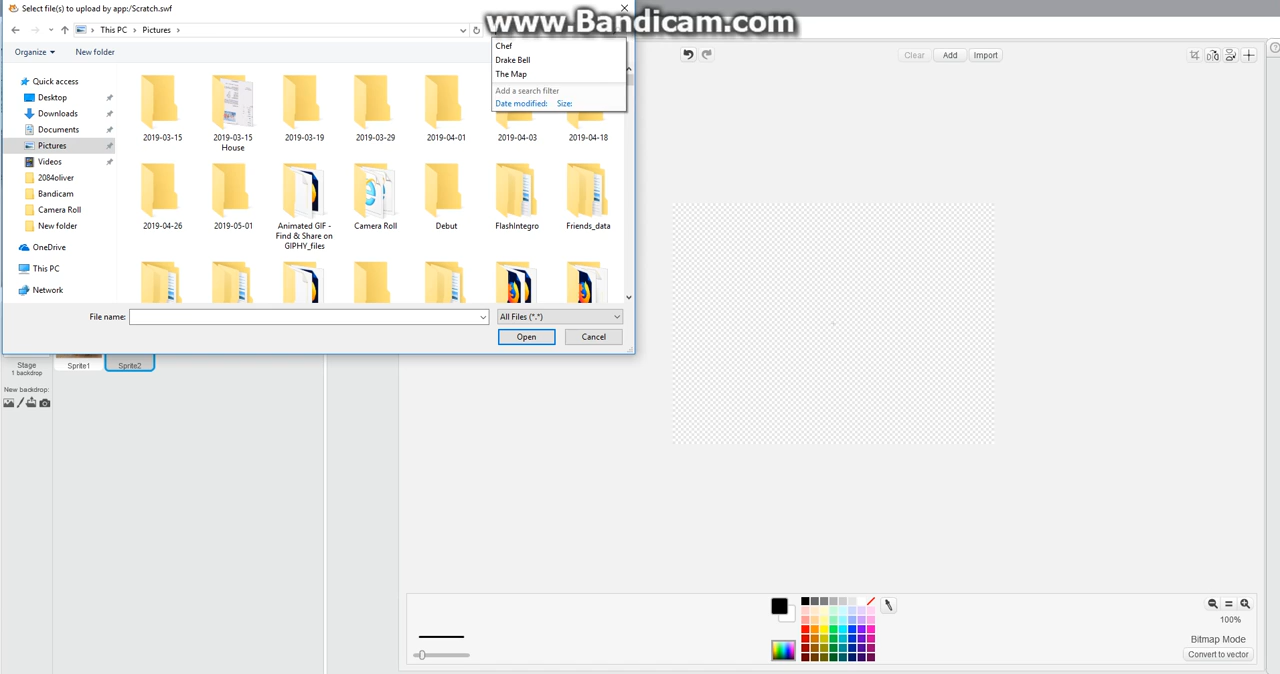 Select file(s) to upload by app:/Scratch.swf
www.Bandicam.com
This PC
Pictures
Organize
New folder
Chef
Drake Bell
The Map
Add a search filter
Date modified: Size:
Clear
Add
Import
Quick access
Desktop
Downloads
Documents
Pictures
Videos
2084oliver
Bandicam
Camera Roll
New folder
OneDrive
This PC
Network
2019-03-15
2019-03-15
House
2019-03-19
2019-03-29
2019-04-01
2019-04-03
2019-04-18
2019-04-26
2019-05-01
Animated GIF -
Find & Share on
GIPHY_files
Camera Roll
Debut
FlashIntegro
Friends_data
File name:
All Files (*.*)
Open
Cancel
Stage
1 backdrop
Sprite1
Sprite2
New backdrop:
100%
Bitmap Mode
Convert to vector